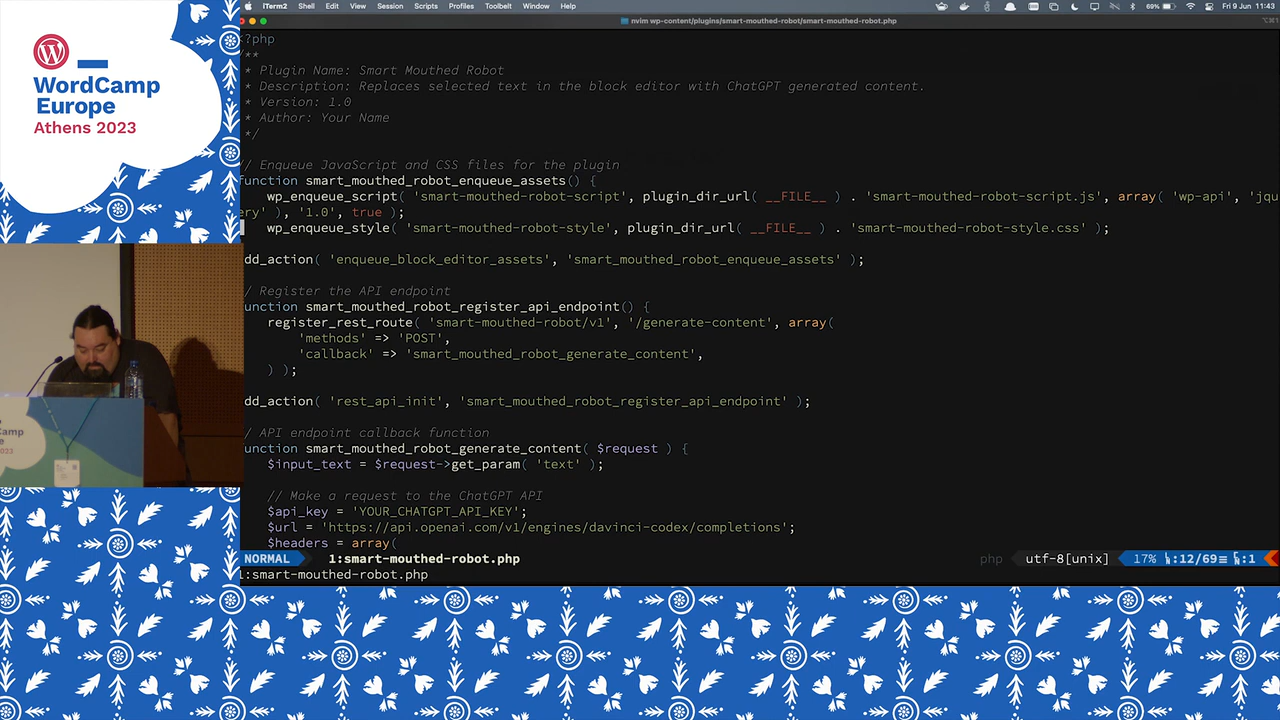 WordCamp
Europe
Athens 2023
iTerm2 Shell Edit View Session Scripts Profiles Toolbelt Window Help
69% Fri 9 Jun 11:43
nvim wp-content/plugins/smart-mouthed-robot/smart-mouthed-robot.php
<?php
/**
* Plugin Name: Smart Mouthed Robot
* Description: Replaces selected text in the block editor with ChatGPT generated content.
* Version: 1.0
* Author: Your Name
*/
// Enqueue JavaScript and CSS files for the plugin
function smart_mouthed_robot_enqueue_assets() {
wp_enqueue_script( 'smart-mouthed-robot-script', plugin_dir_url( __FILE__ ) . 'smart-mouthed-robot-script.js', array( 'wp-api', 'jqu
ery' ), '1.0', true );
wp_enqueue_style( 'smart-mouthed-robot-style', plugin_dir_url( __FILE__ ) . 'smart-mouthed-robot-style.css' );
dd_action( 'enqueue_block_editor_assets', 'smart_mouthed_robot_enqueue_assets' );
/ Register the API endpoint
unction smart_mouthed_robot_register_api_endpoint() {
register_rest_route( 'smart-mouthed-robot/v1', '/generate-content', array(
'methods' => 'POST',
'callback' => 'smart_mouthed_robot_generate_content',
) );
dd_action( 'rest_api_init', 'smart_mouthed_robot_register_api_endpoint' );
/ API endpoint callback function
unction smart_mouthed_robot_generate_content( $request ) {
$input_text = $request->get_param( 'text' );
// Make a request to the ChatGPT API
$api_key = 'YOUR_CHATGPT_API_KEY';
$url = 'https://api.openai.com/v1/engines/davinci-codex/completions';
$headers = array(
NORMAL 1:smart-mouthed-robot.php php utf-8[unix] 17% :12/69 :1
1:smart-mouthed-robot.php
Camp
e
2023